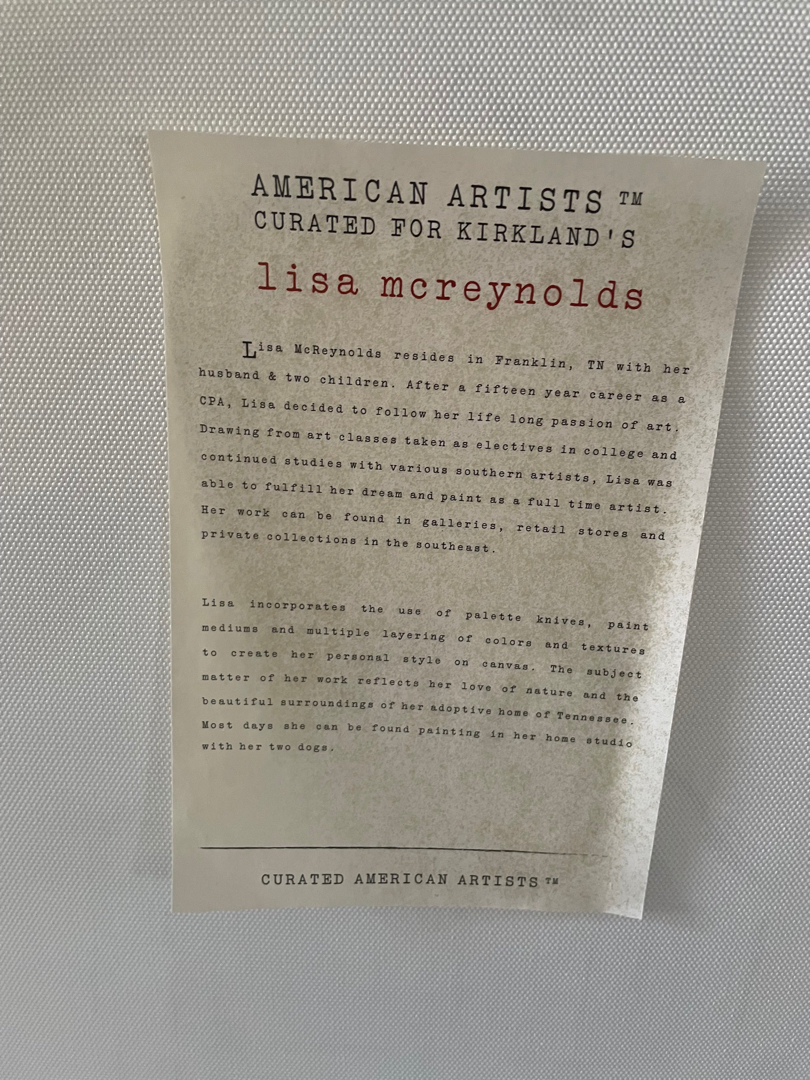 AMERICAN ARTISTS ™
CURATED FOR KIRKLAND'S
lisa mcreynolds
Lisa McReynolds resides in Franklin, TN with her
husband & two children. After a fifteen year career as a
CPA, Lisa decided to follow her life long passion of art.
Drawing from art classes taken as electives in college and
continued studies with various southern artists, Lisa was
able to fulfill her dream and paint as a full time artist.
Her work can be found in galleries, retail stores and
private collections in the southeast.
Lisa incorporates the use of palette knives, paint
mediums and multiple layering of colors and textures
to create her personal style on canvas. The subject
matter of her work reflects her love of nature and the
beautiful surroundings of her adoptive home of Tennessee.
Most days she can be found painting in her home studio
with her two dogs.
CURATED AMERICAN ARTISTS ™